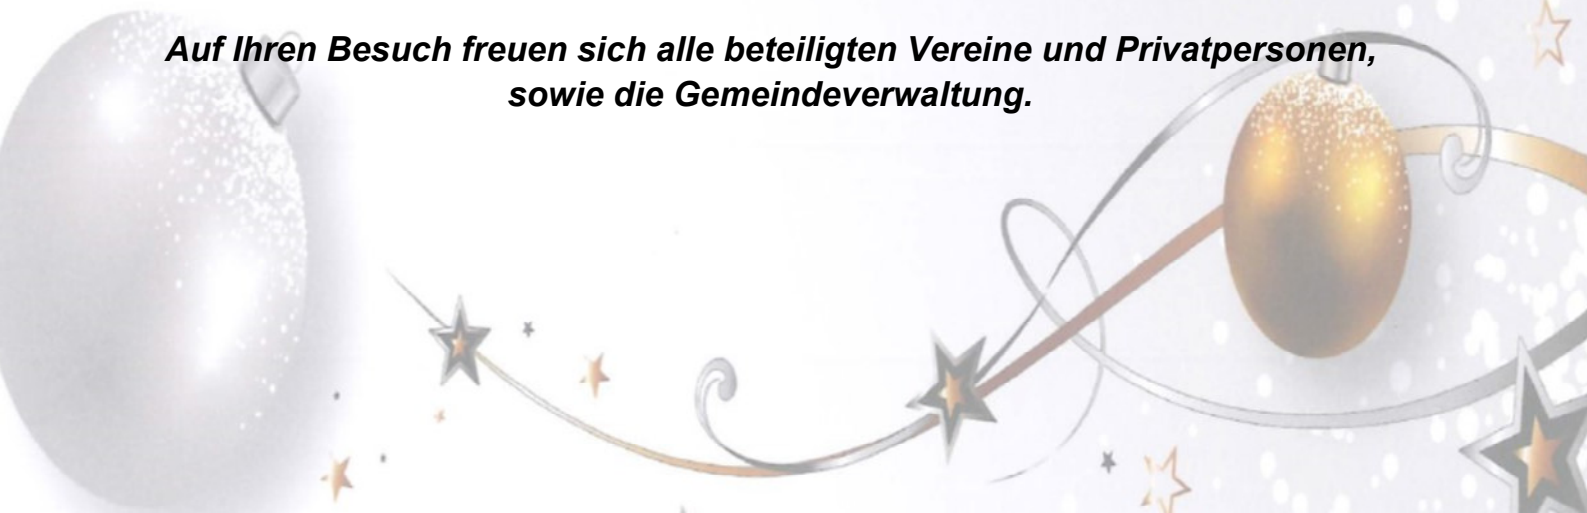 Auf Ihren Besuch freuen sich alle beteiligten Vereine und Privatpersonen,
sowie die Gemeindeverwaltung.